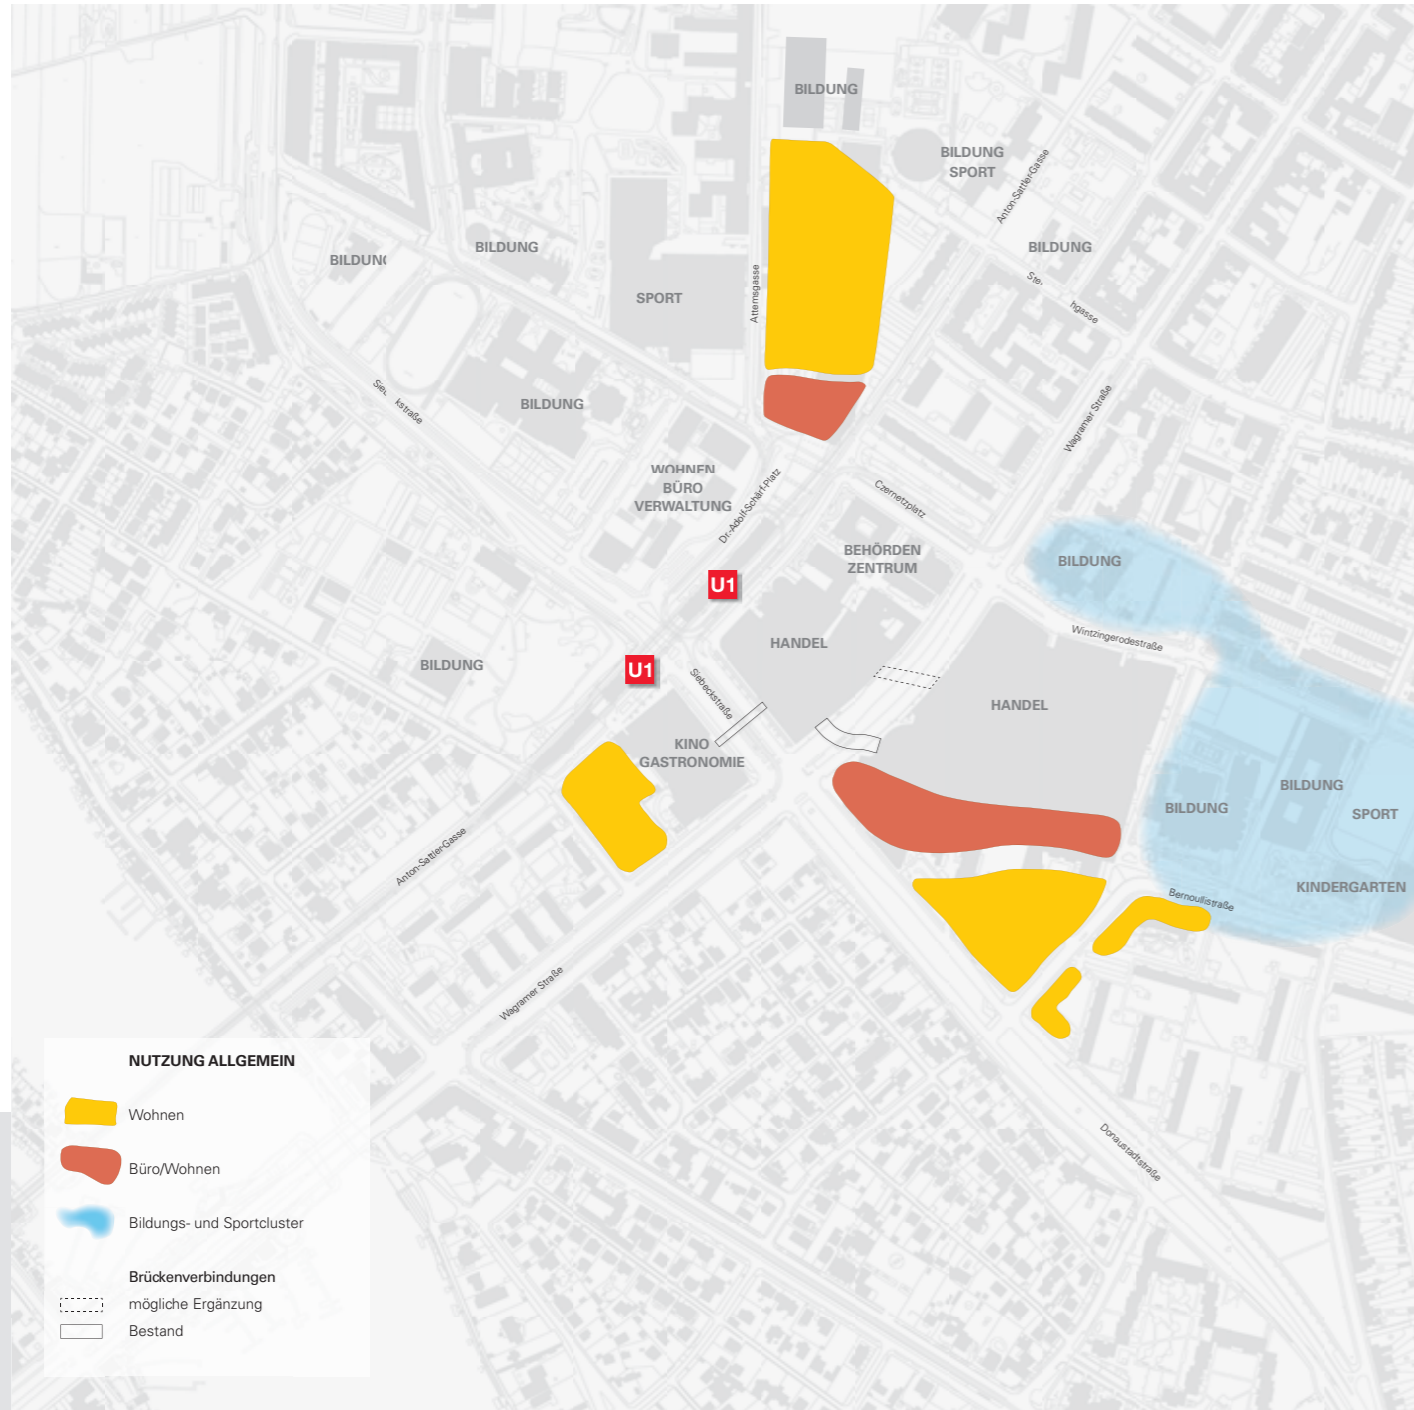 BILDUNG
BILDUNG
SPORT
Anton-Sattler-Gasse
BILDUNG
BILDUNG
BILDUNG
SPORT
Attemsgasse
hgasse
kstraße
BILDUNG
Wagramer Straße
WOHNEN
BÜRO
VERWALTUNG
Dr.-Adolf-Schärf-Platz
Czernetzplatz
BEHÖRDEN
ZENTRUM
BILDUNG
U1
Wintzingerodestraße
HANDEL
BILDUNG
U1
Siebeckstraße
HANDEL
KINO
GASTRONOMIE
BILDUNG
BILDUNG
SPORT
Anton-Sattler-Gasse
KINDERGARTEN
Bernoullistraße
Wagramer Straße
Donaustadtstraße
NUTZUNG ALLGEMEIN
Wohnen
Büro/Wohnen
Bildungs- und Sportcluster
Brückenverbindungen
mögliche Ergänzung
Bestand